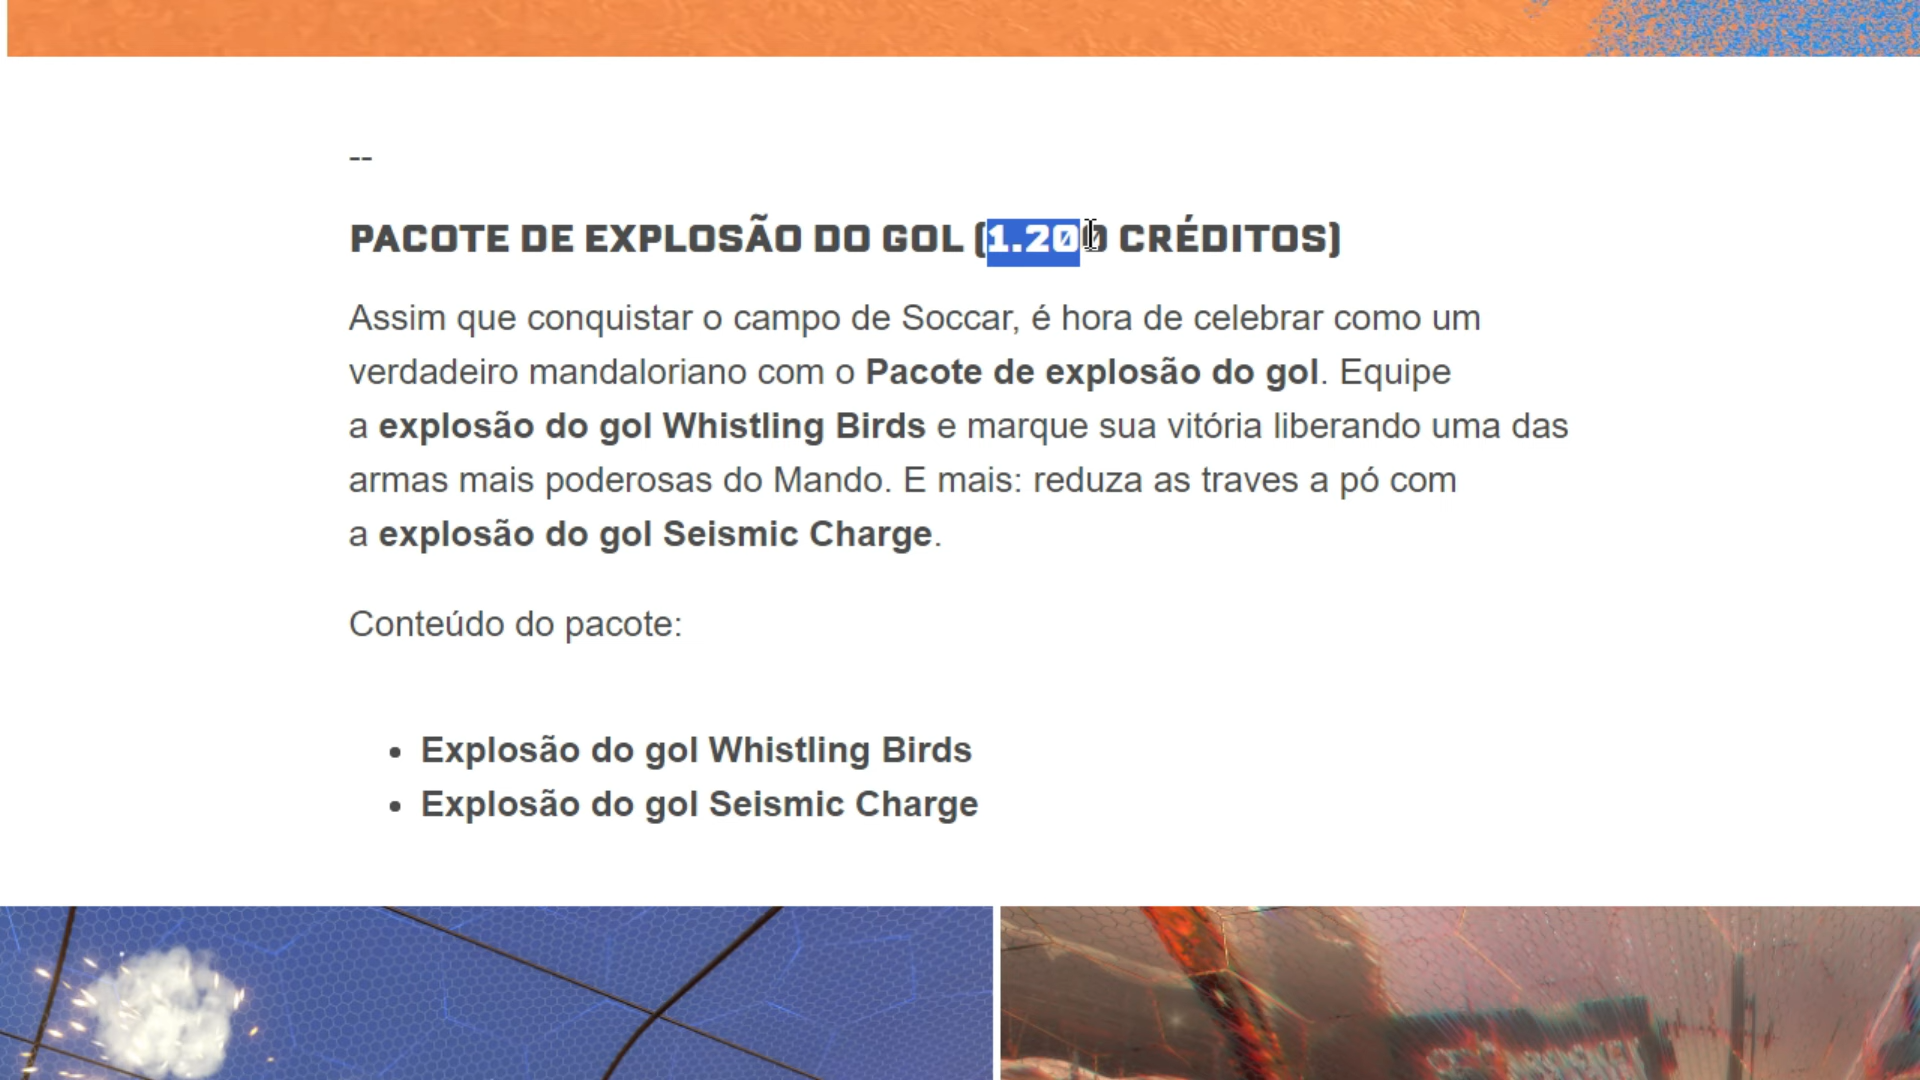 --
PACOTE DE EXPLOSÃO DO GOL (1.200 CRÉDITOS)
Assim que conquistar o campo de Soccar, é hora de celebrar como um
verdadeiro mandaloriano com o Pacote de explosão do gol. Equipe
a explosão do gol Whistling Birds e marque sua vitória liberando uma das
armas mais poderosas do Mando. E mais: reduza as traves a pó com
a explosão do gol Seismic Charge.
Conteúdo do pacote:
• Explosão do gol Whistling Birds
• Explosão do gol Seismic Charge